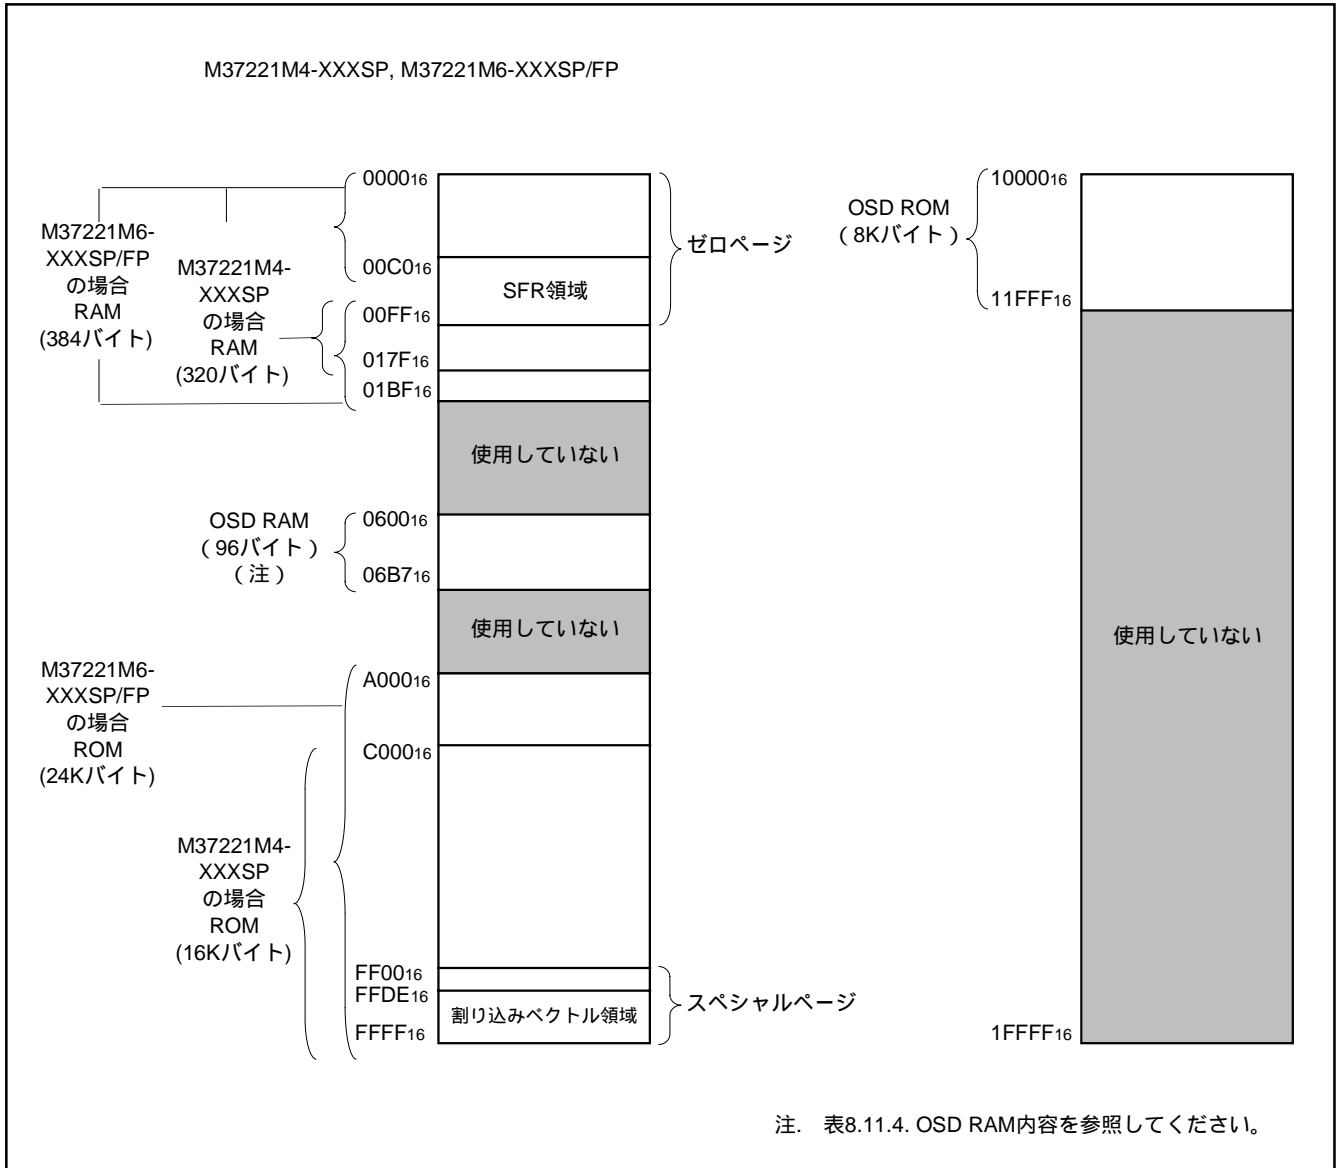 M37221M4-XXXSP, M37221M6-XXXSP/FP
M37221M6-
XXXSP/FP
の場合
RAM
(384バイト)
M37221M4-
XXXSP
の場合
RAM
(320バイト)
0000₁₆
00C0₁₆
00FF₁₆
017F₁₆
01BF₁₆
SFR領域
ゼロページ
使用していない
OSD RAM
(96バイト)
(注)
0600₁₆
06B7₁₆
使用していない
M37221M6-
XXXSP/FP
の場合
ROM
(24Kバイト)
M37221M4-
XXXSP
の場合
ROM
(16Kバイト)
A000₁₆
C000₁₆
FF00₁₆
FFDE₁₆
FFFF₁₆
割り込みベクトル領域
スペシャルページ
OSD ROM
(8Kバイト)
10000₁₆
11FFF₁₆
使用していない
1FFFF₁₆
注. 表8.11.4. OSD RAM内容を参照してください。